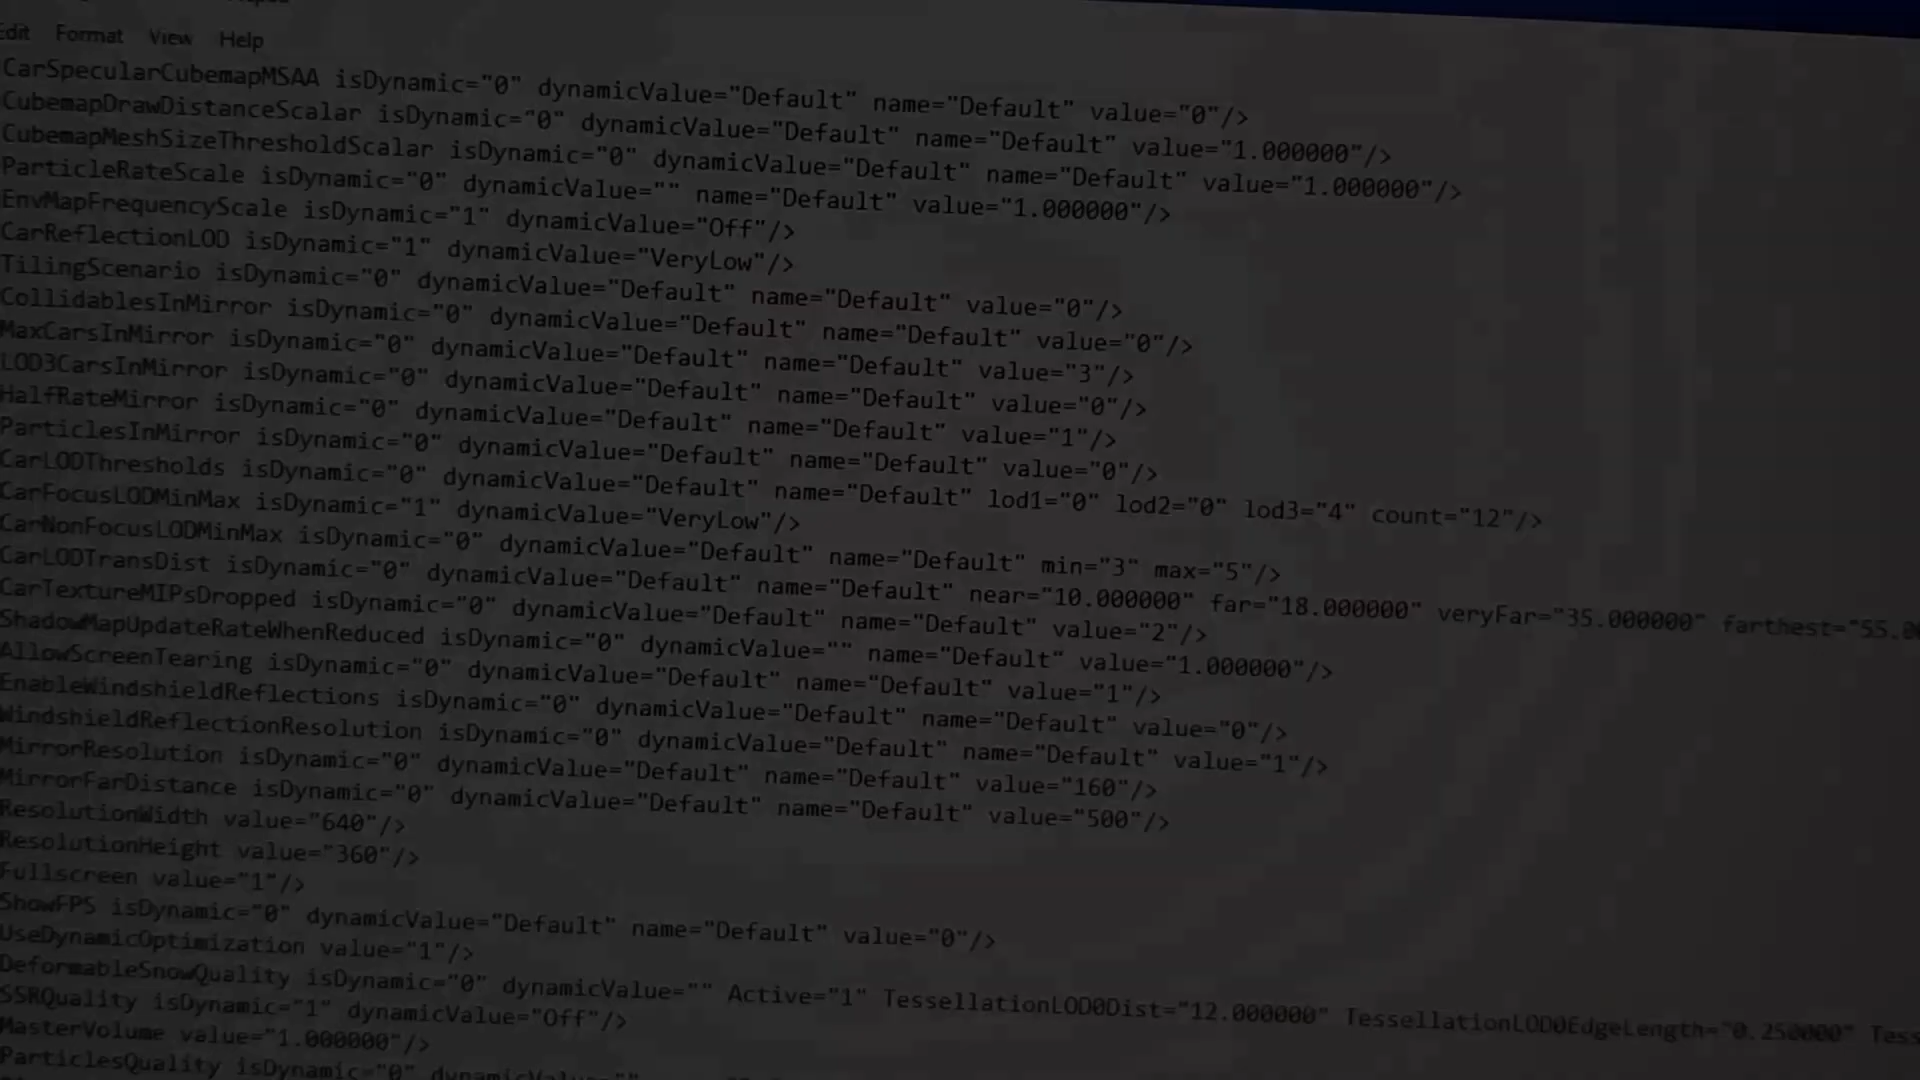 Edit Format View Help
CarSpecularCubemapMSAA isDynamic="0" dynamicValue="Default" name="Default" value="0"/>
CubemapDrawDistanceScalar isDynamic="0" dynamicValue="Default" name="Default" value="1.000000"/>
CubemapMeshSizeThresholdScalar isDynamic="0" dynamicValue="Default" name="Default" value="1.000000"/>
ParticleRateScale isDynamic="0" dynamicValue="" name="Default" value="1.000000"/>
EnvMapFrequencyScale isDynamic="1" dynamicValue="Off"/>
CarReflectionLOD isDynamic="1" dynamicValue="VeryLow"/>
TilingScenario isDynamic="0" dynamicValue="Default" name="Default" value="0"/>
CollidablesInMirror isDynamic="0" dynamicValue="Default" name="Default" value="0"/>
MaxCarsInMirror isDynamic="0" dynamicValue="Default" name="Default" value="3"/>
LOD3CarsInMirror isDynamic="0" dynamicValue="Default" name="Default" value="0"/>
HalfRateMirror isDynamic="0" dynamicValue="Default" name="Default" value="1"/>
ParticlesInMirror isDynamic="0" dynamicValue="Default" name="Default" value="0"/>
CarLODThresholds isDynamic="0" dynamicValue="Default" name="Default" lod1="0" lod2="0" lod3="4" count="12"/>
CarFocusLODMinMax isDynamic="1" dynamicValue="VeryLow"/>
CarNonFocusLODMinMax isDynamic="0" dynamicValue="Default" name="Default" min="3" max="5"/>
CarLODTransDist isDynamic="0" dynamicValue="Default" name="Default" near="10.000000" far="18.000000" veryFar="35.000000" farthest="55.0
CarTextureMIPsDropped isDynamic="0" dynamicValue="Default" name="Default" value="2"/>
ShadowMapUpdateRateWhenReduced isDynamic="0" dynamicValue="" name="Default" value="1.000000"/>
AllowScreenTearing isDynamic="0" dynamicValue="Default" name="Default" value="1"/>
EnableWindshieldReflections isDynamic="0" dynamicValue="Default" name="Default" value="0"/>
WindshieldReflectionResolution isDynamic="0" dynamicValue="Default" name="Default" value="1"/>
MirrorResolution isDynamic="0" dynamicValue="Default" name="Default" value="160"/>
MirrorFarDistance isDynamic="0" dynamicValue="Default" name="Default" value="500"/>
ResolutionWidth value="640"/>
ResolutionHeight value="360"/>
Fullscreen value="1"/>
ShowFPS isDynamic="0" dynamicValue="Default" name="Default" value="0"/>
UseDynamicOptimization value="1"/>
DeformableSnowQuality isDynamic="0" dynamicValue="" Active="1" TessellationLOD0Dist="12.000000" TessellationLOD0EdgeLength="0.250000" Tess
SSRQuality isDynamic="1" dynamicValue="Off"/>
MasterVolume value="1.000000"/>
ParticlesQuality isDynamic="0" dynamicValue=""